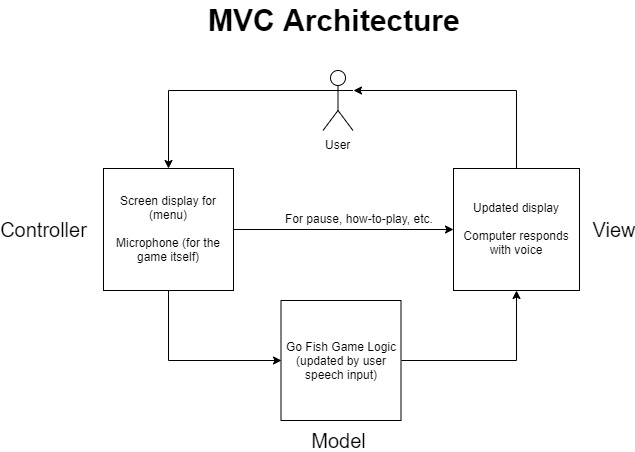 MVC Architecture
User
Controller
Screen display for
(menu)
Microphone (for the
game itself)
For pause, how-to-play, etc.
Updated display
Computer responds
with voice
View
Go Fish Game Logic
(updated by user
speech input)
Model